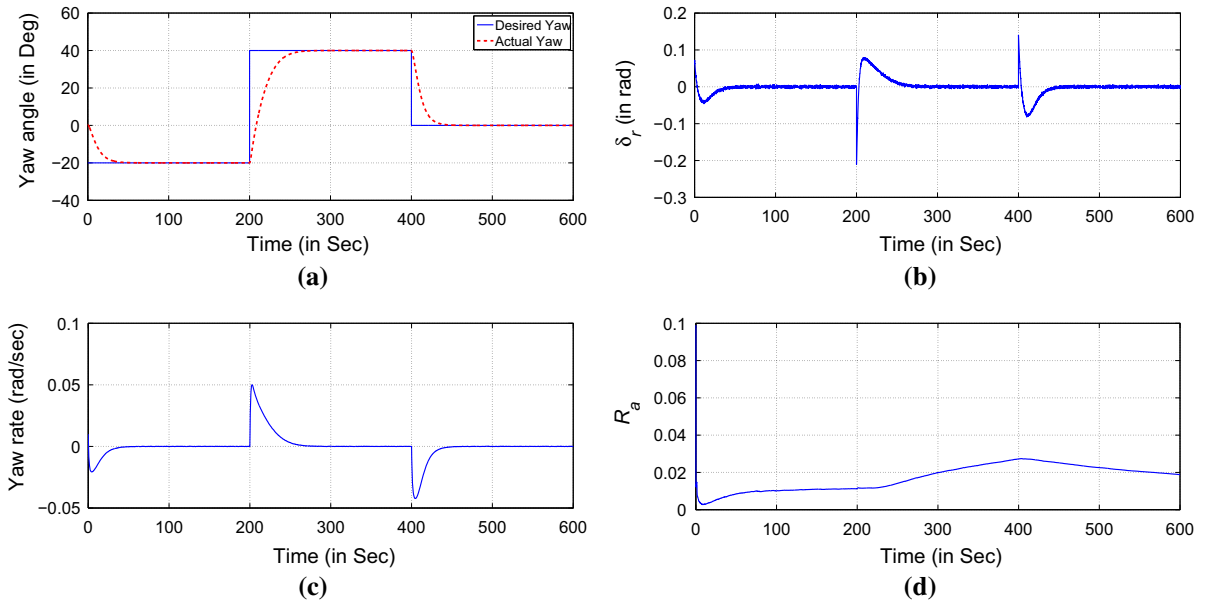 60
40
20
0
−20
−40
Yaw angle (in Deg)
Desired Yaw
Actual Yaw
0 100 200 300 400 500 600
Time (in Sec)
(a)
0.2
0.1
0
−0.1
−0.2
−0.3
δr (in rad)
0 100 200 300 400 500 600
Time (in Sec)
(b)
0.1
0.05
0
−0.05
Yaw rate (rad/sec)
0 100 200 300 400 500 600
Time (in Sec)
(c)
0.1
0.08
0.06
0.04
0.02
0
Ra
0 100 200 300 400 500 600
Time (in Sec)
(d)